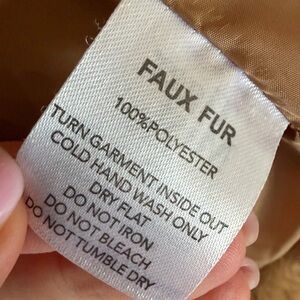 FAUX FUR
100%POLYESTER
TURN GARMENT INSIDE OUT
COLD HAND WASH ONLY
DRY FLAT
DO NOT IRON
DO NOT BLEACH
DO NOT TUMBLE DRY